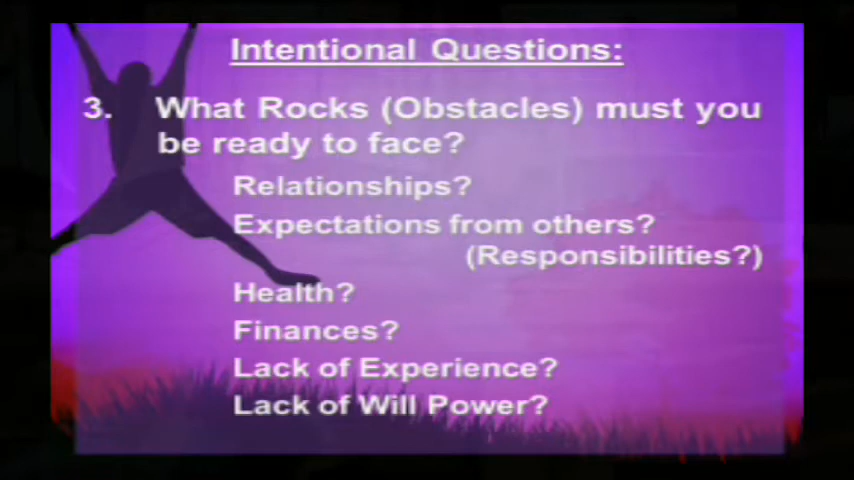 Intentional Questions:
3. What Rocks (Obstacles) must you
be ready to face?
Relationships?
Expectations from others?
(Responsibilities?)
Health?
Finances?
Lack of Experience?
Lack of Will Power?